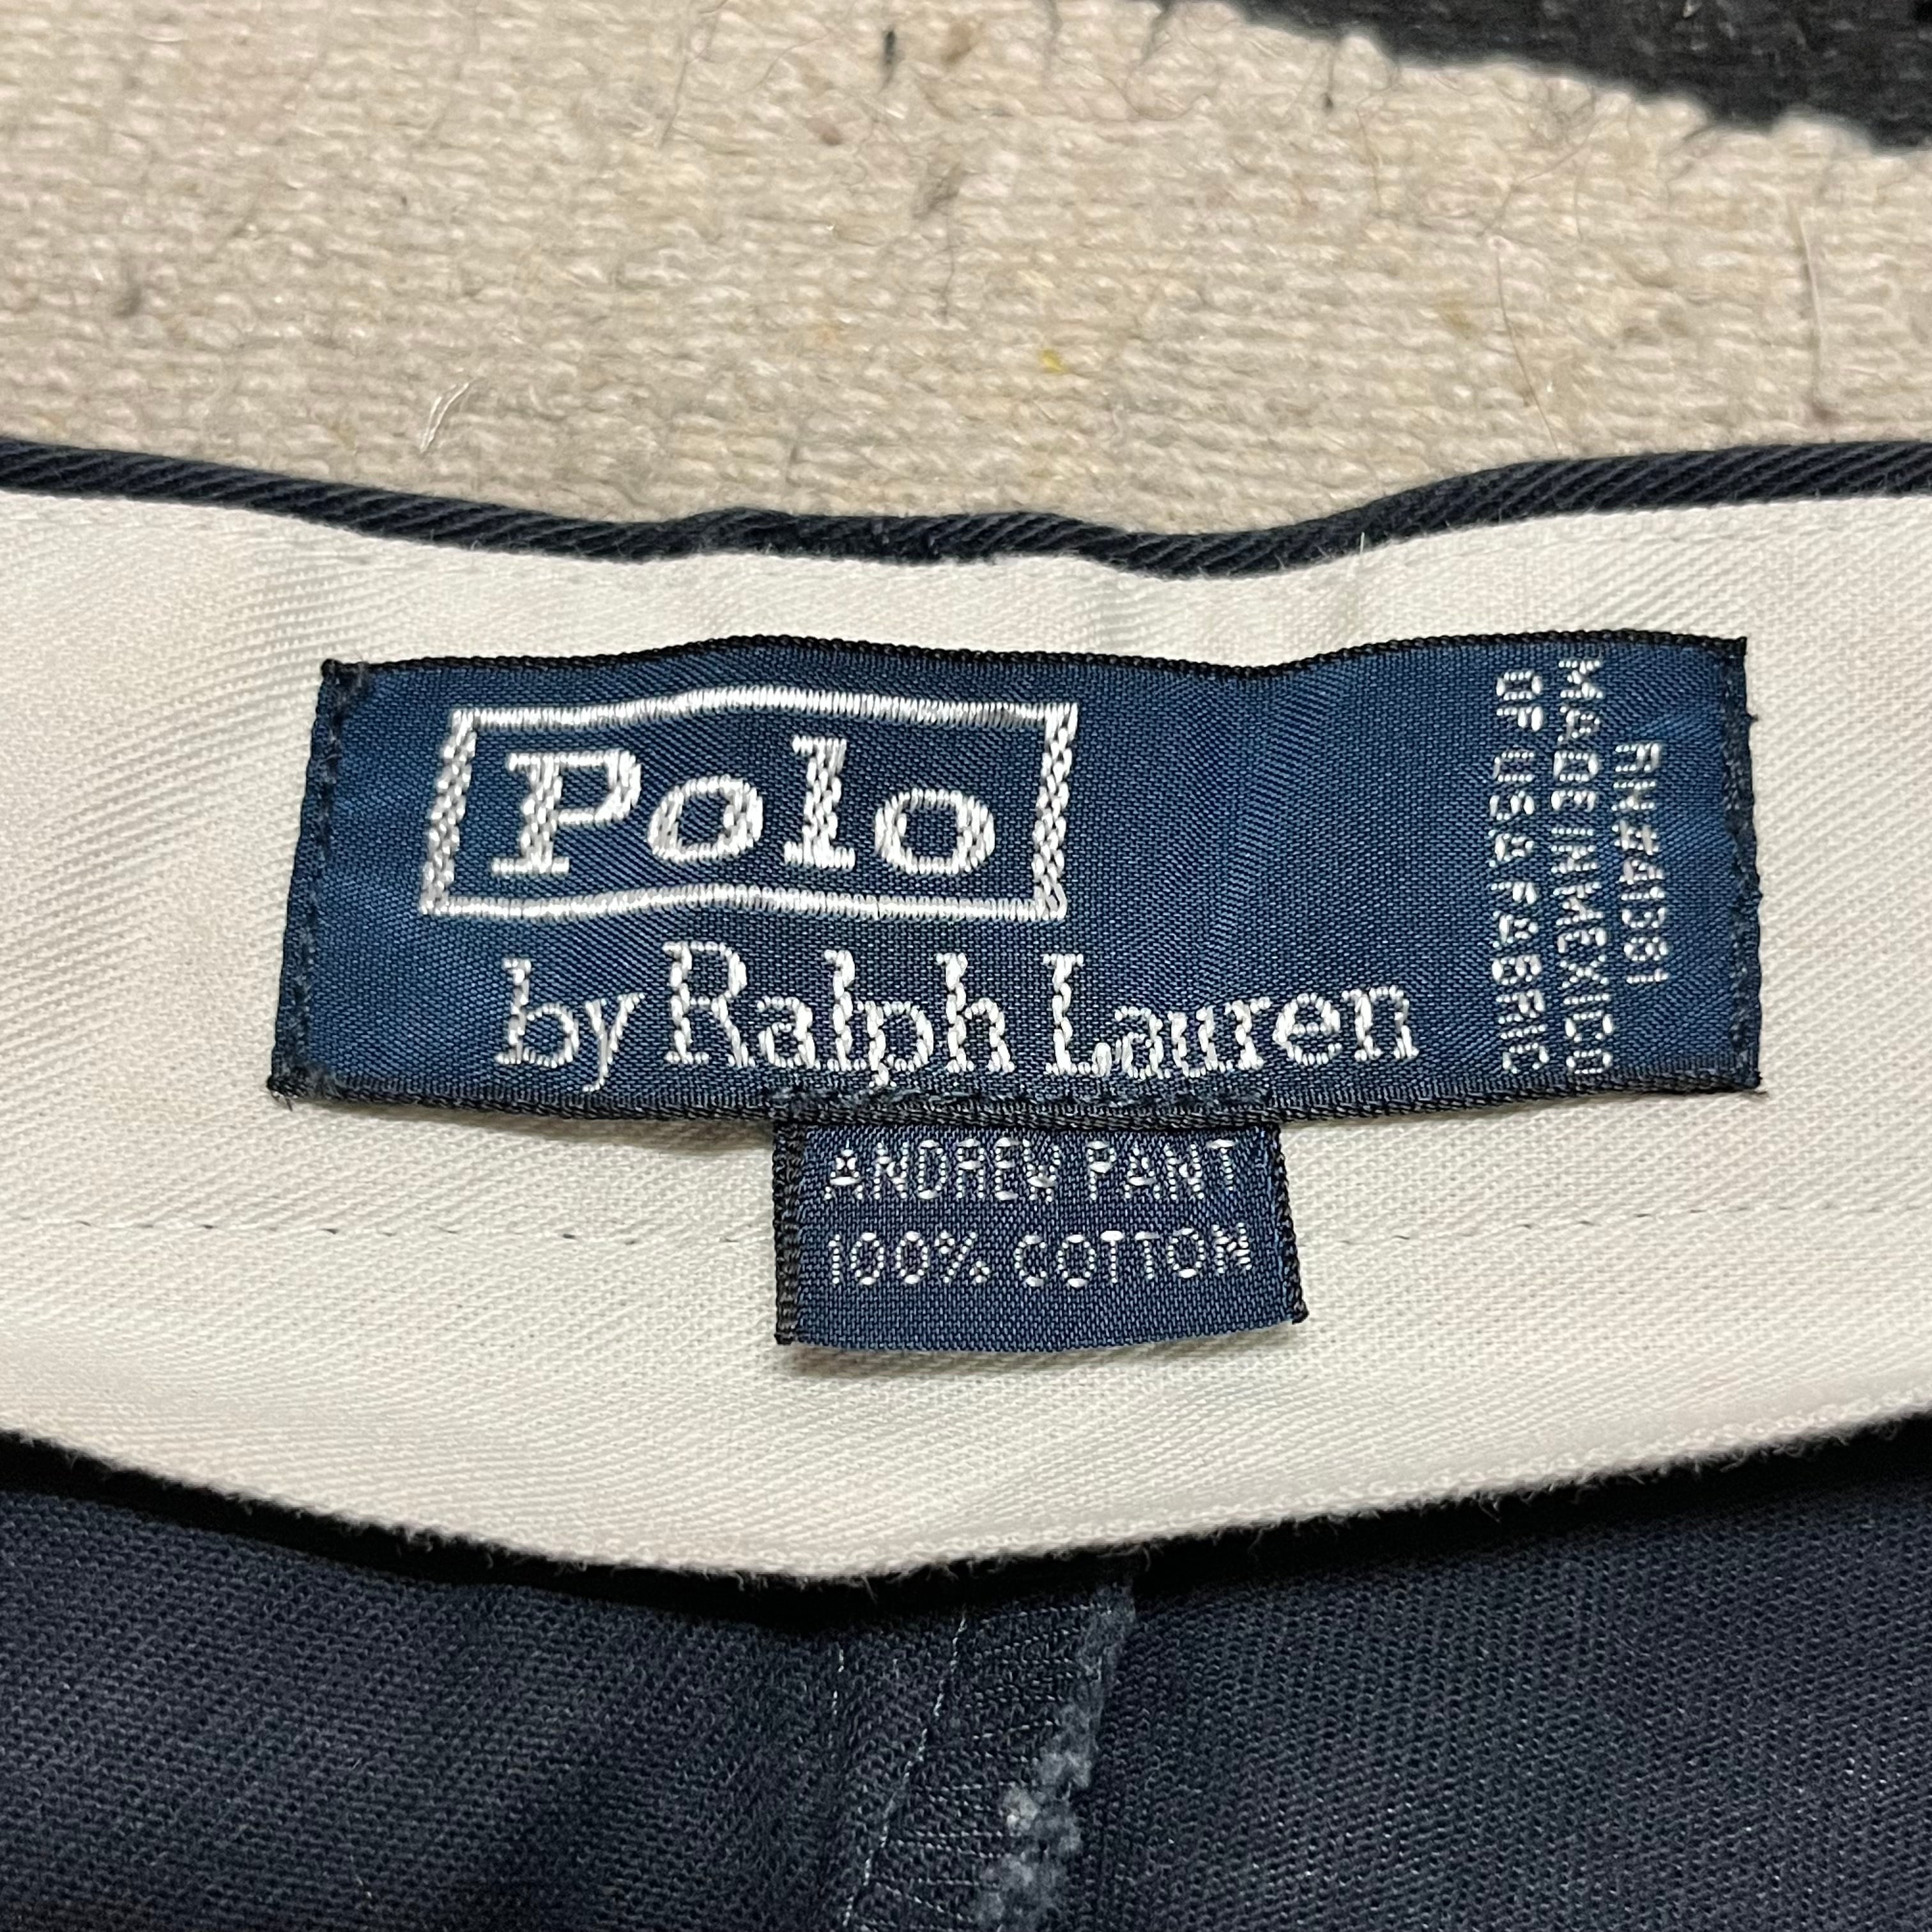 Polo
by Ralph Lauren
RN#41381
MADE IN MEXICO
OF USA FABRIC
ANDREW PANT
100% COTTON